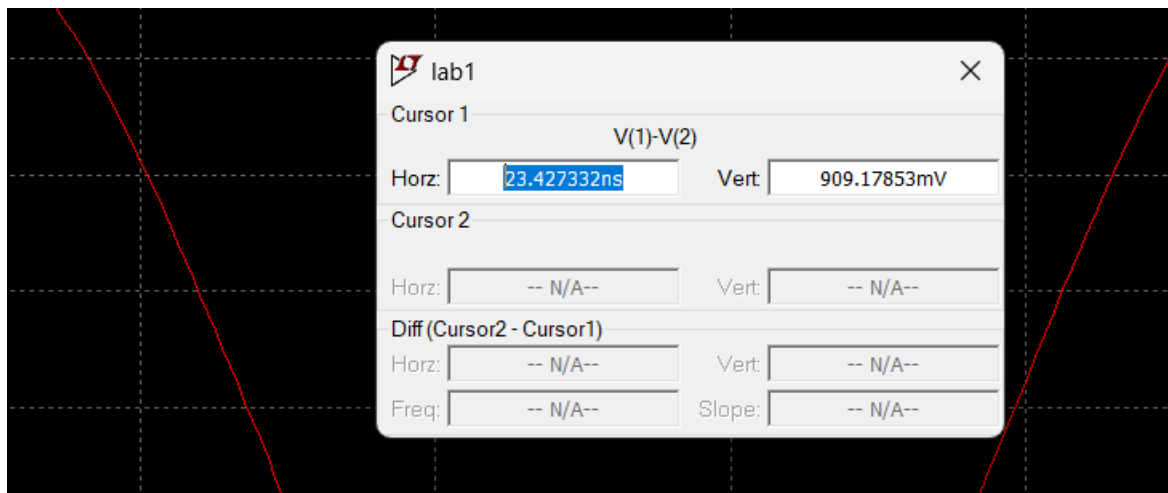 lab1
Cursor 1
V(1)-V(2)
Horz: 23.427332ns Vert: 909.17853mV
Cursor 2
Horz: -- N/A-- Vert: -- N/A--
Diff (Cursor2 - Cursor1)
Horz: -- N/A-- Vert: -- N/A--
Freq: -- N/A-- Slope: -- N/A--